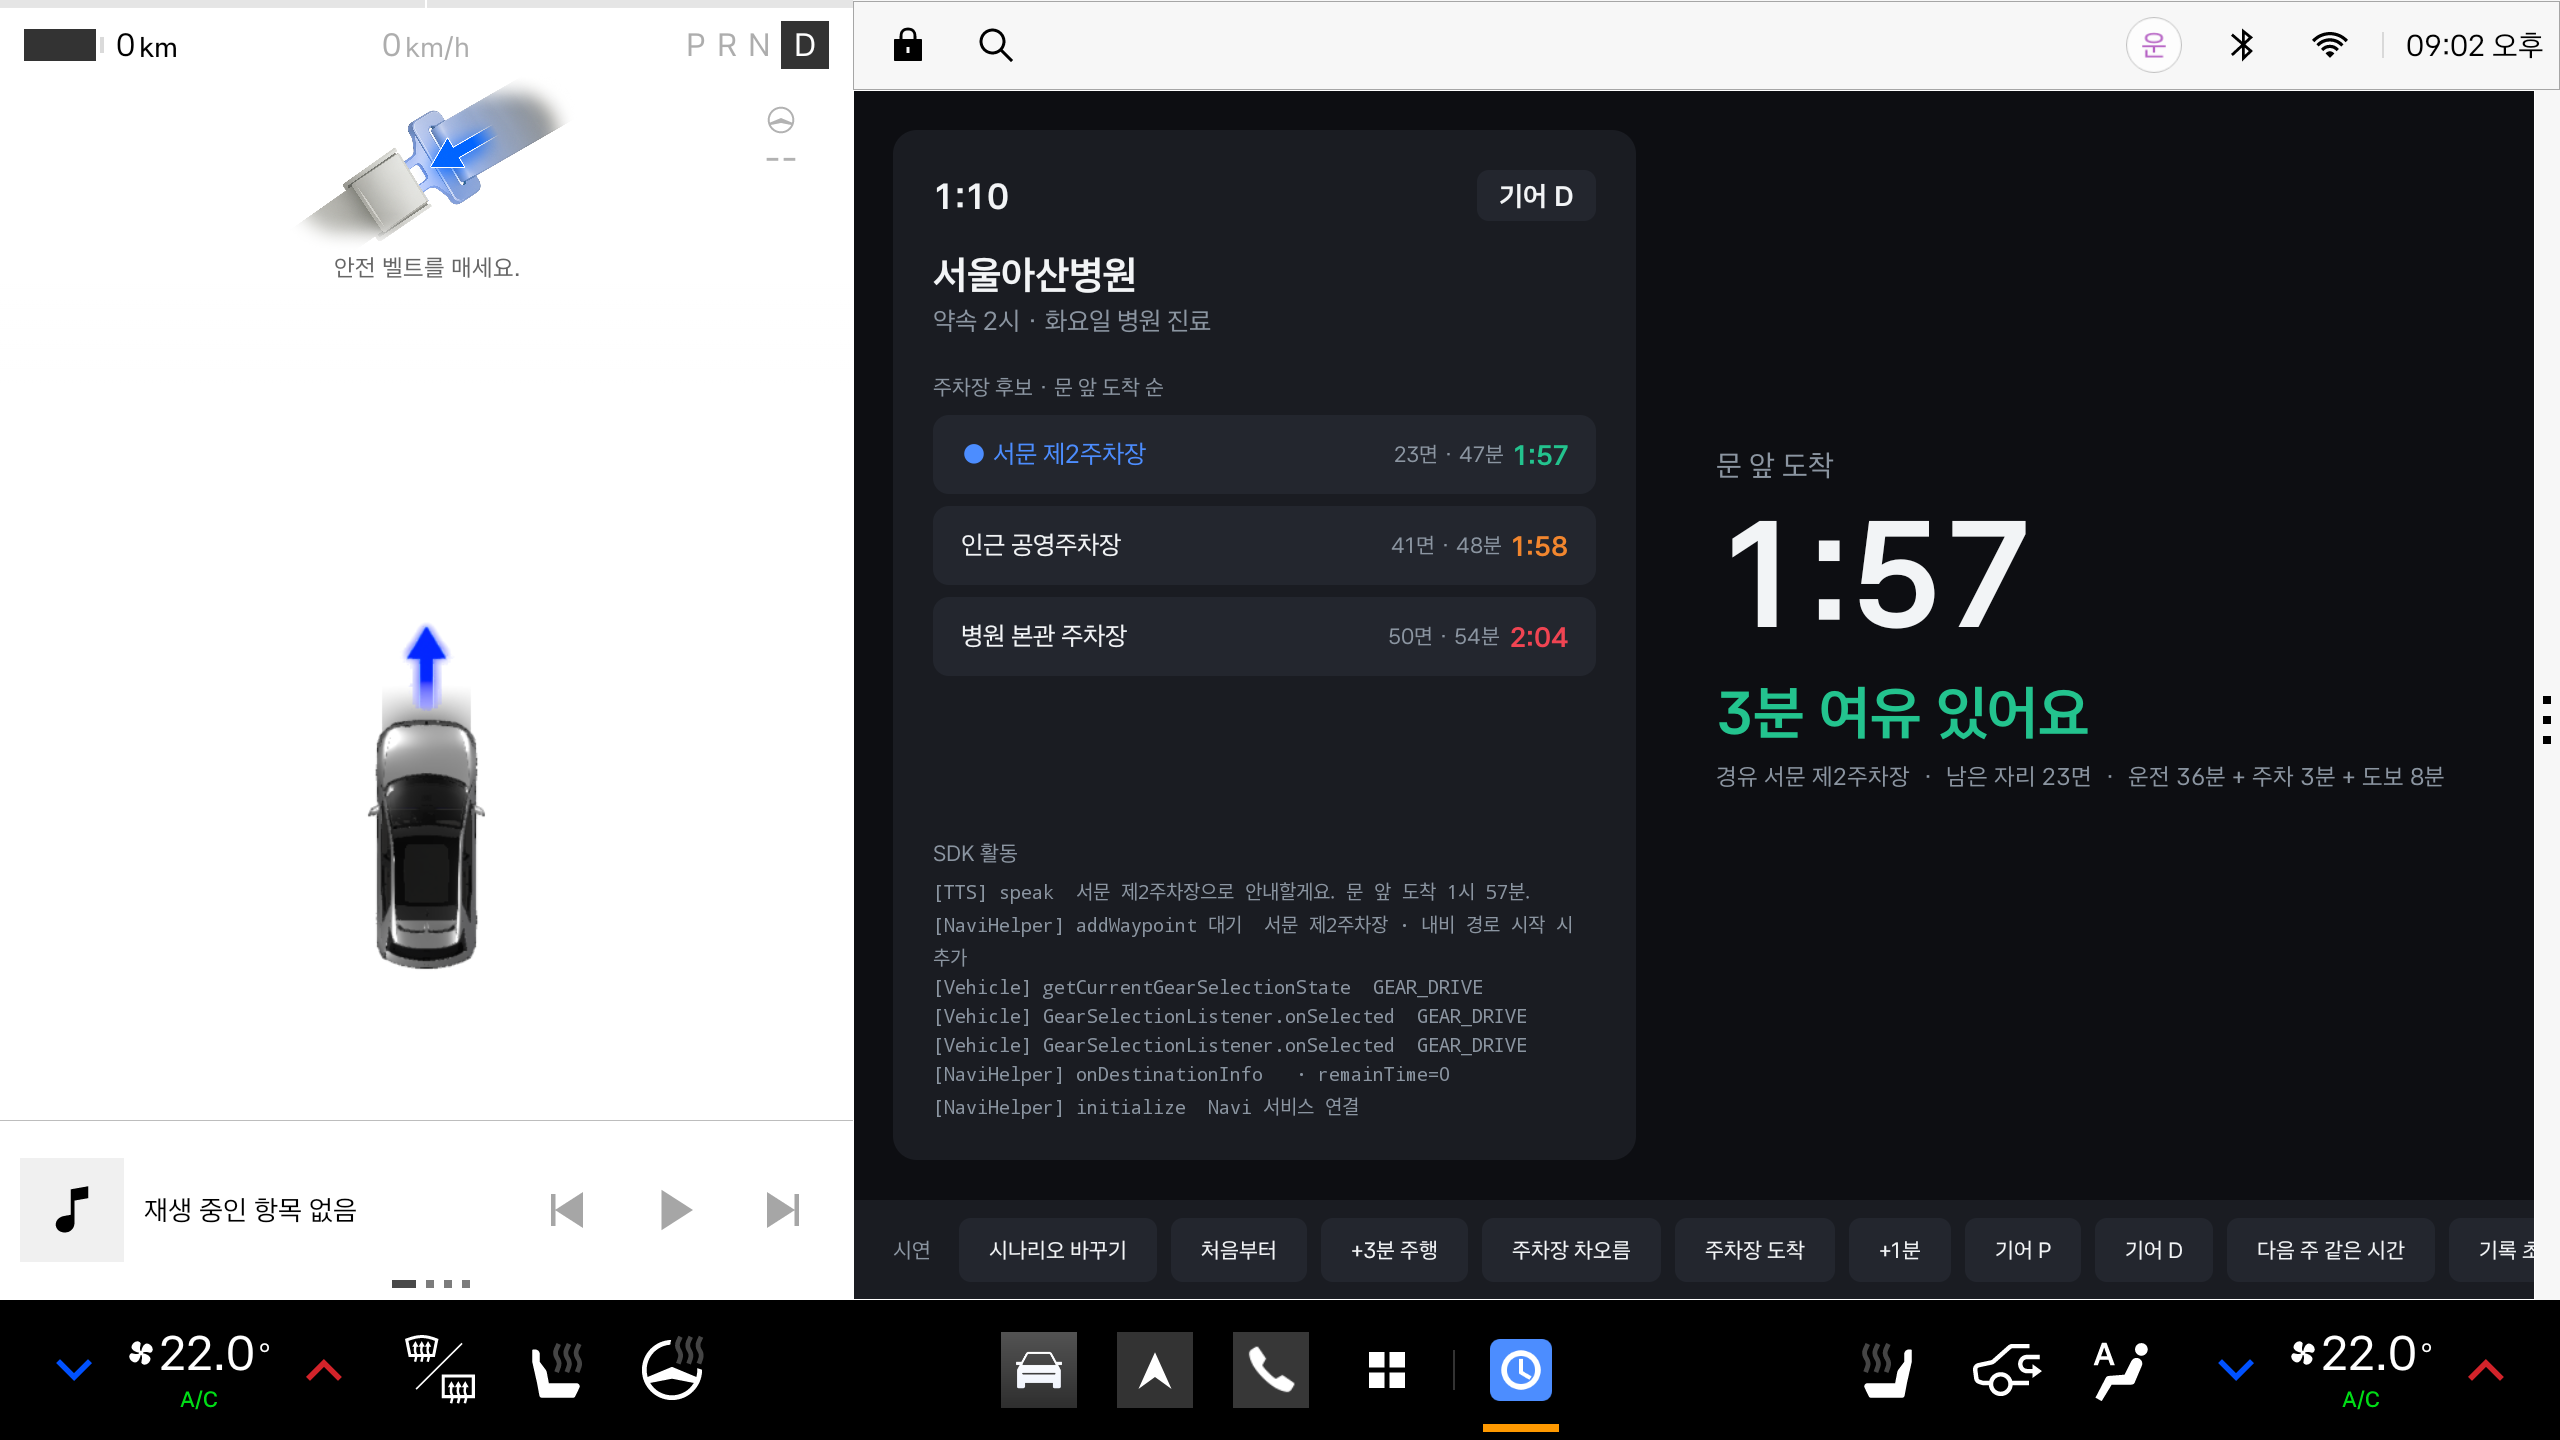 0 km
0 km/h
P R N D
운
09:02 오후
--
안전 벨트를 매세요.
1:10
기어 D
서울아산병원
약속 2시 · 화요일 병원 진료
주차장 후보 · 문 앞 도착 순
서문 제2주차장 23면 · 47분 1:57
인근 공영주차장 41면 · 48분 1:58
병원 본관 주차장 50면 · 54분 2:04
SDK 활동
[TTS] speak 서문 제2주차장으로 안내할게요. 문 앞 도착 1시 57분.
[NaviHelper] addWaypoint 대기 서문 제2주차장 · 내비 경로 시작 시
추가
[Vehicle] getCurrentGearSelectionState GEAR_DRIVE
[Vehicle] GearSelectionListener.onSelected GEAR_DRIVE
[Vehicle] GearSelectionListener.onSelected GEAR_DRIVE
[NaviHelper] onDestinationInfo · remainTime=0
[NaviHelper] initialize Navi 서비스 연결
문 앞 도착
1:57
3분 여유 있어요
경유 서문 제2주차장 · 남은 자리 23면 · 운전 36분 + 주차 3분 + 도보 8분
재생 중인 항목 없음
시연
시나리오 바꾸기
처음부터
+3분 주행
주차장 차오름
주차장 도착
+1분
기어 P
기어 D
다음 주 같은 시간
기록
22.0°
A/C
A
22.0°
A/C